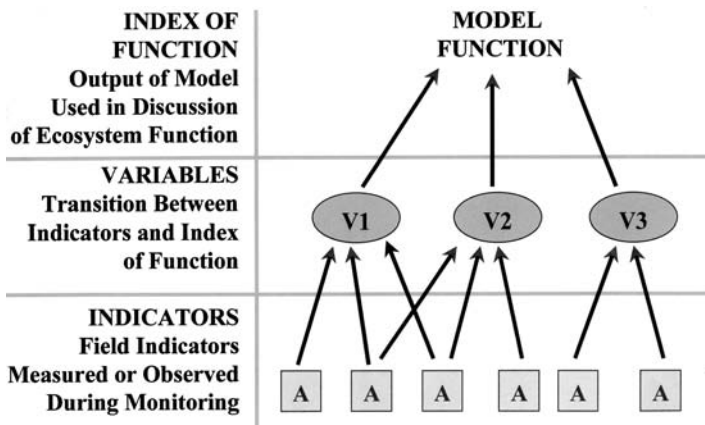 INDEX OF
FUNCTION
Output of Model
Used in Discussion
of Ecosystem Function
MODEL
FUNCTION
VARIABLES
Transition Between
Indicators and Index
of Function
V1 V2 V3
INDICATORS
Field Indicators
Measured or Observed
During Monitoring
A A A A A A